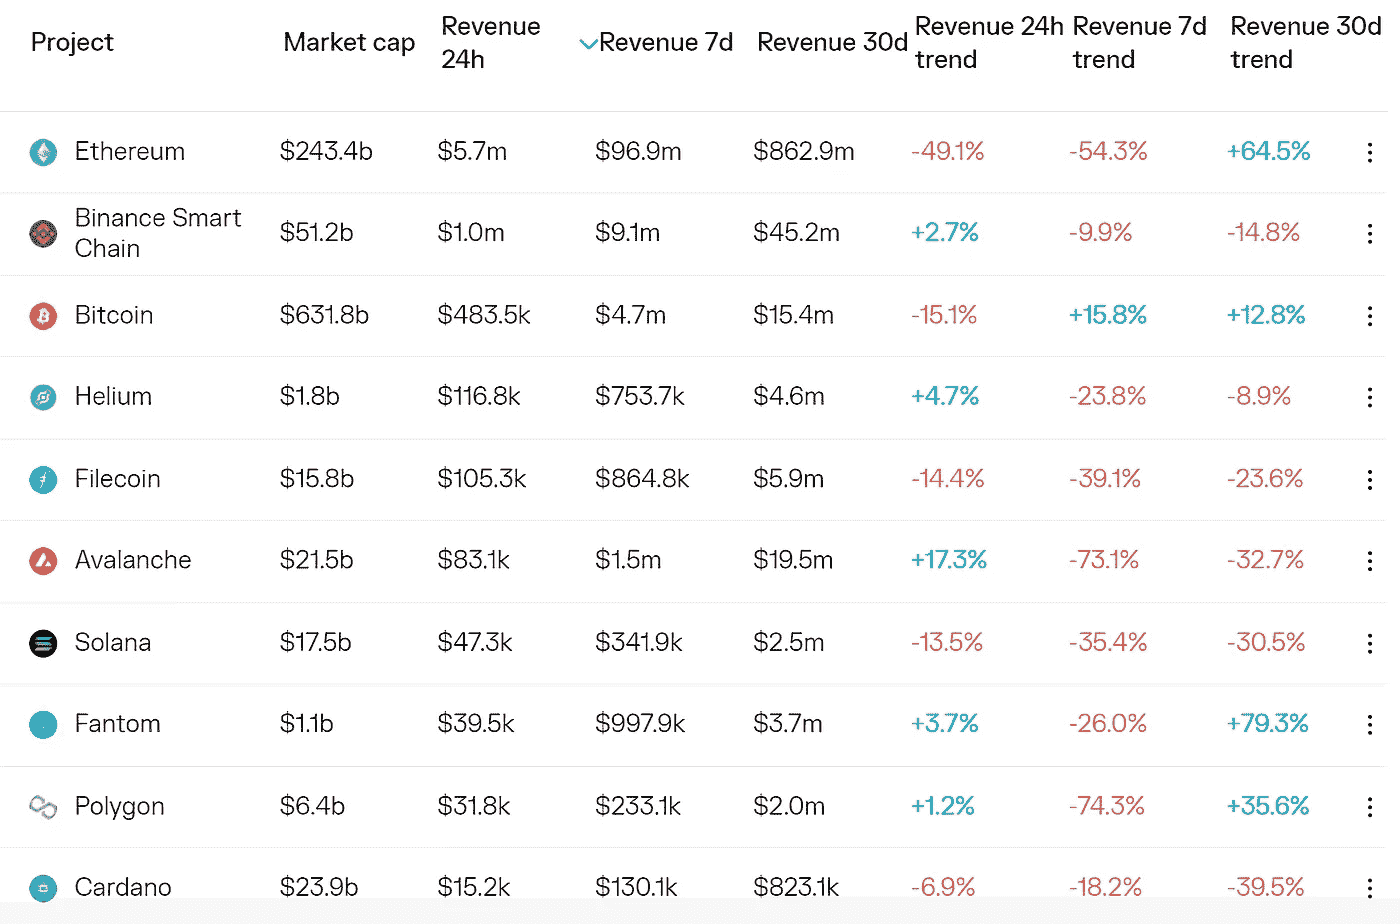 Project Market cap Revenue 24h Revenue 7d Revenue 30d Revenue 24h trend Revenue 7d trend Revenue 30d trend
Ethereum $243.4b $5.7m $96.9m $862.9m -49.1% -54.3% +64.5%
Binance Smart Chain $51.2b $1.0m $9.1m $45.2m +2.7% -9.9% -14.8%
Bitcoin $631.8b $483.5k $4.7m $15.4m -15.1% +15.8% +12.8%
Helium $1.8b $116.8k $753.7k $4.6m +4.7% -23.8% -8.9%
Filecoin $15.8b $105.3k $864.8k $5.9m -14.4% -39.1% -23.6%
Avalanche $21.5b $83.1k $1.5m $19.5m +17.3% -73.1% -32.7%
Solana $17.5b $47.3k $341.9k $2.5m -13.5% -35.4% -30.5%
Fantom $1.1b $39.5k $997.9k $3.7m +3.7% -26.0% +79.3%
Polygon $6.4b $31.8k $233.1k $2.0m +1.2% -74.3% +35.6%
Cardano $23.9b $15.2k $130.1k $823.1k -6.9% -18.2% -39.5%